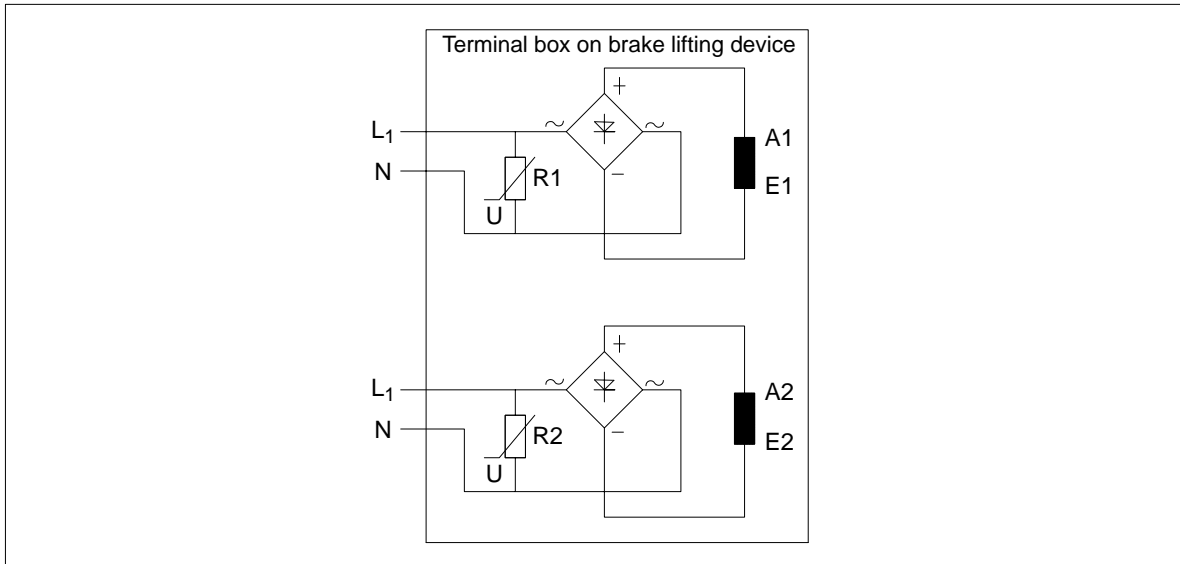 Terminal box on brake lifting device
+
L1
~
~
A1
N
R1
−
E1
U
+
L1
~
~
A2
N
R2
−
E2
U